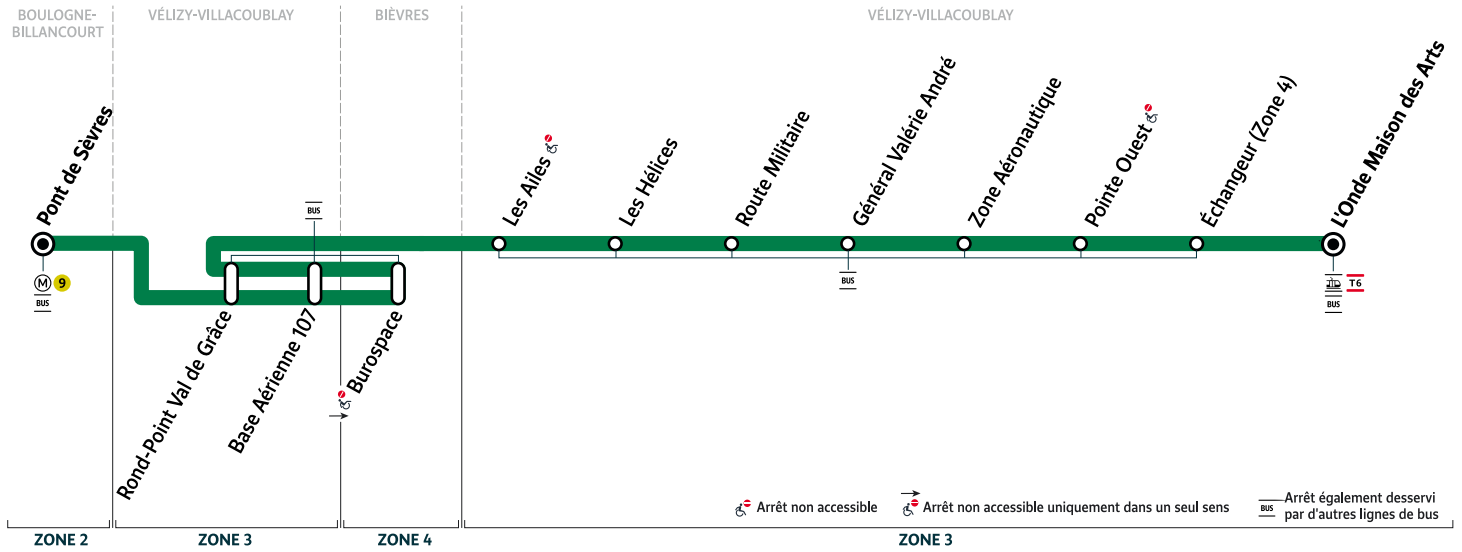 BOULOGNE-
BILLANCOURT
VÉLIZY-VILLACOUBLAY
BIÈVRES
VÉLIZY-VILLACOUBLAY
Pont de Sèvres
M 9
BUS
BUS
Rond-Point Val de Grâce
Base Aérienne 107
Burospace
Les Ailes
Les Hélices
Route Militaire
Général Valérie André
BUS
Zone Aéronautique
Pointe Ouest
Échangeur (Zone 4)
L'Onde Maison des Arts
T6
BUS
Arrêt non accessible
Arrêt non accessible uniquement dans un seul sens
BUS
Arrêt également desservi
par d'autres lignes de bus
ZONE 2
ZONE 3
ZONE 4
ZONE 3